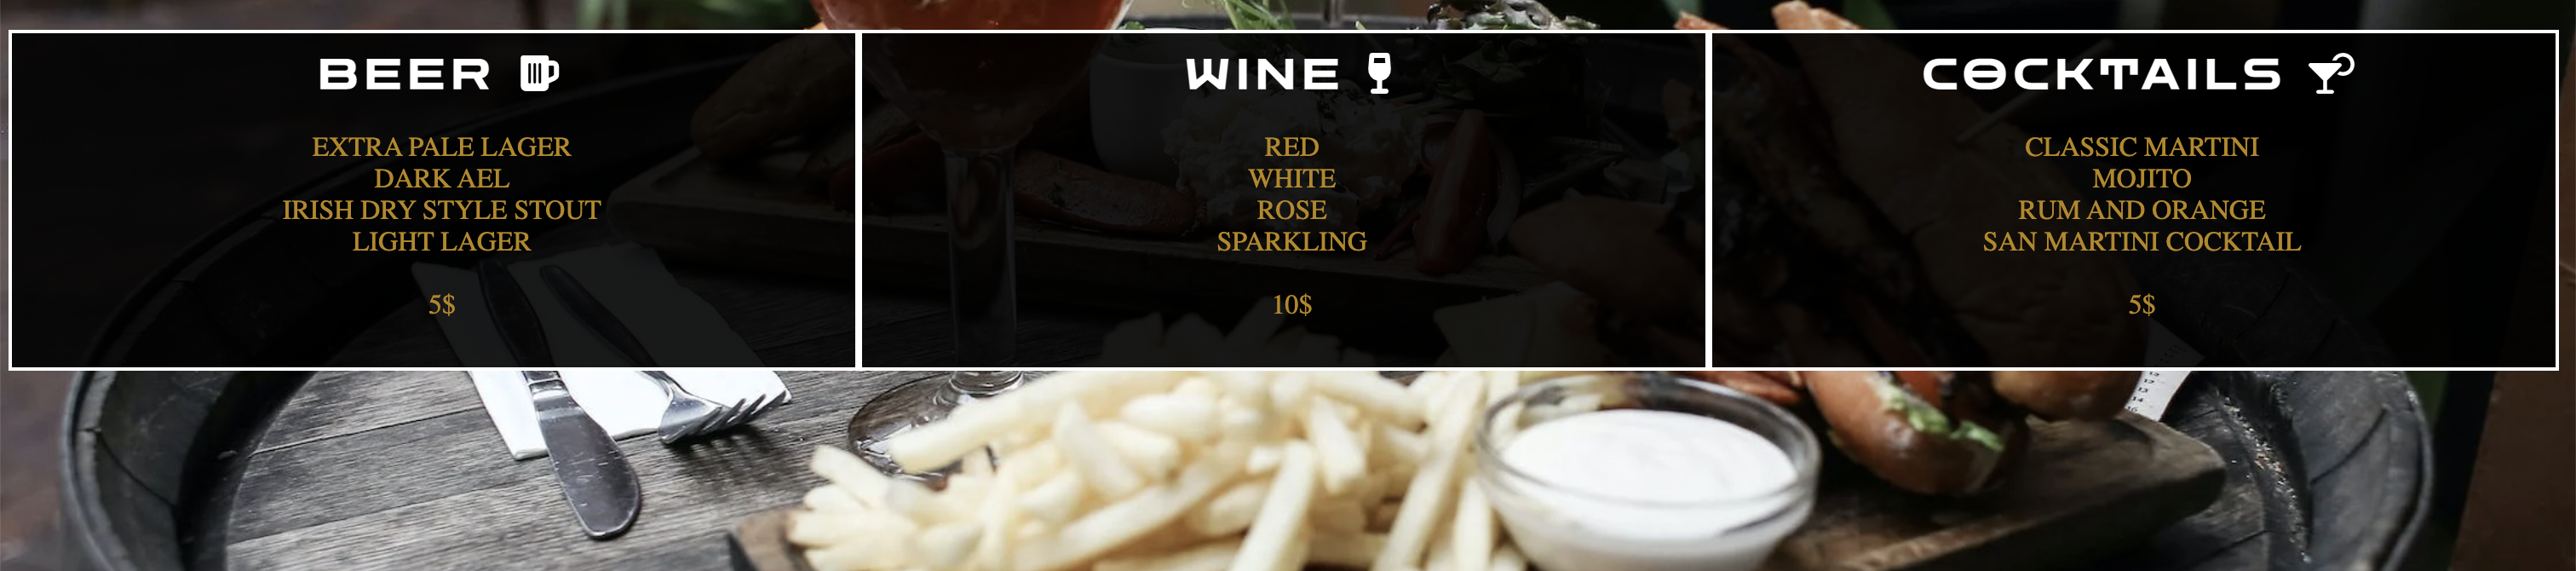 BEER
EXTRA PALE LAGER
DARK AEL
IRISH DRY STYLE STOUT
LIGHT LAGER
5$
WINE
RED
WHITE
ROSE
SPARKLING
10$
COCKTAILS
CLASSIC MARTINI
MOJITO
RUM AND ORANGE
SAN MARTINI COCKTAIL
5$